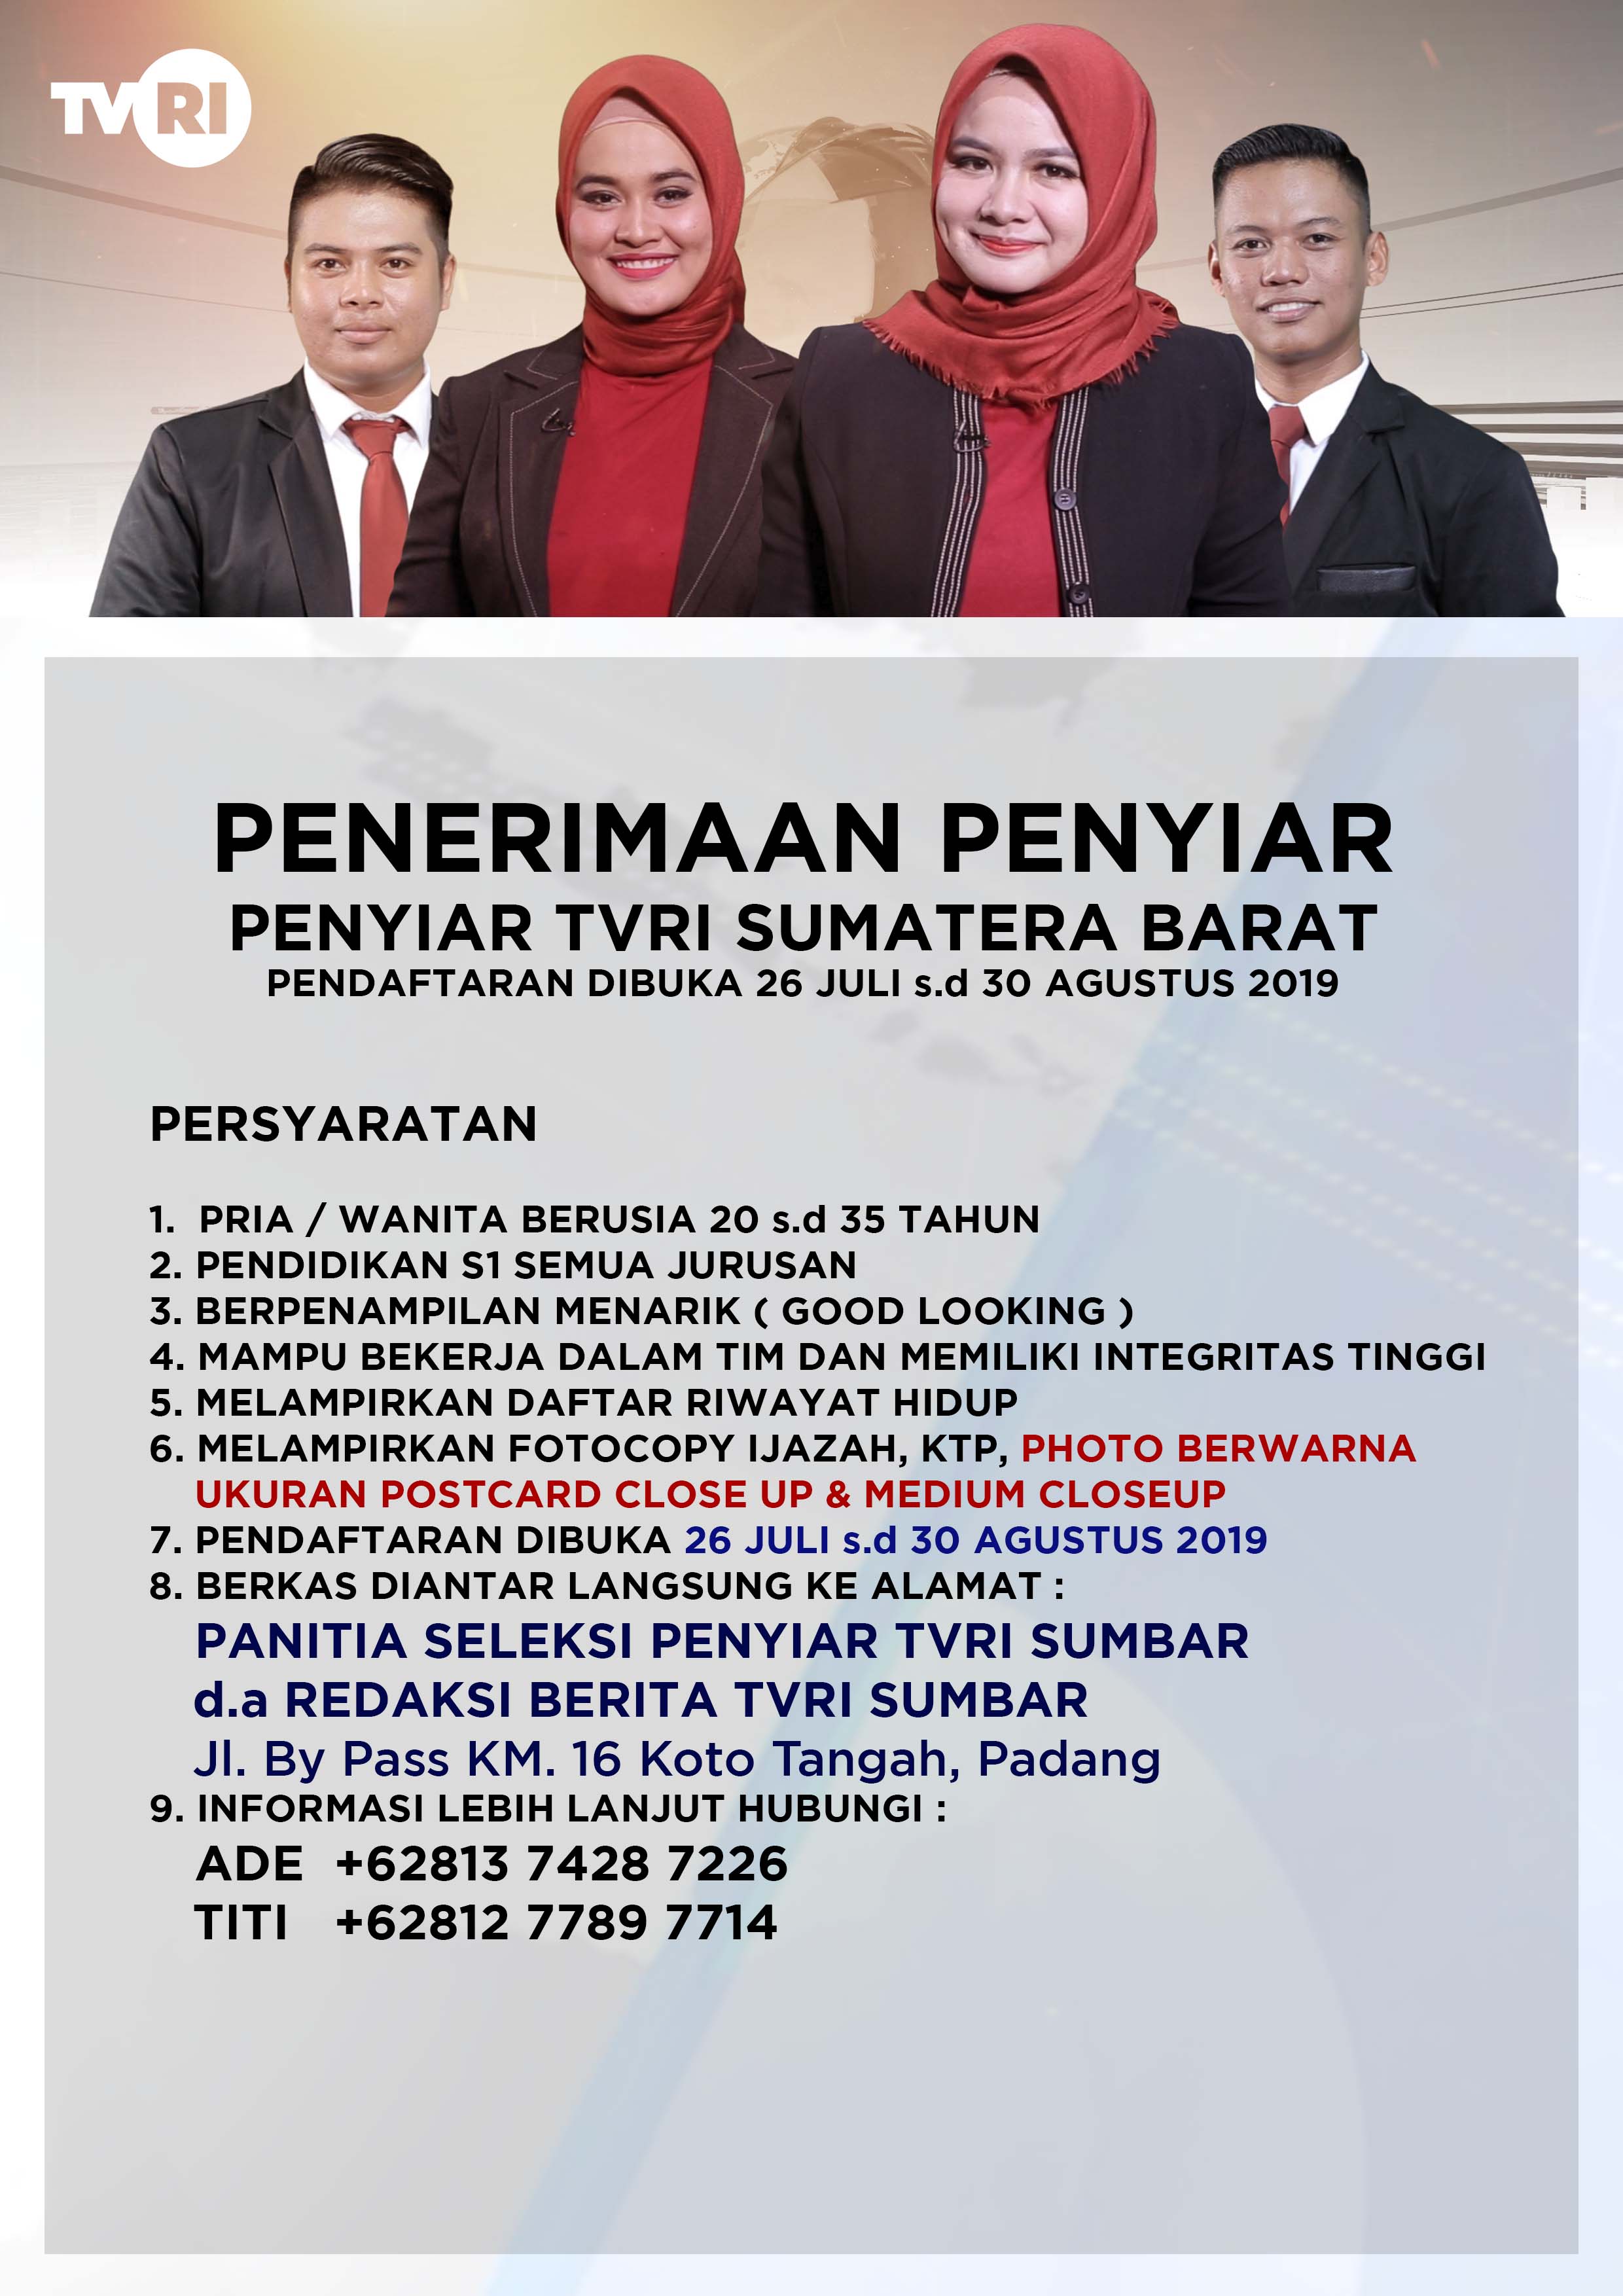 TVRI
PENERIMAAN PENYIAR
PENYIAR TVRI SUMATERA BARAT
PENDAFTARAN DIBUKA 26 JULI s.d 30 AGUSTUS 2019
PERSYARATAN
1. PRIA / WANITA BERUSIA 20 s.d 35 TAHUN
2. PENDIDIKAN S1 SEMUA JURUSAN
3. BERPENAMPILAN MENARIK ( GOOD LOOKING )
4. MAMPU BEKERJA DALAM TIM DAN MEMILIKI INTEGRITAS TINGGI
5. MELAMPIRKAN DAFTAR RIWAYAT HIDUP
6. MELAMPIRKAN FOTOCOPY IJAZAH, KTP, PHOTO BERWARNA
UKURAN POSTCARD CLOSE UP & MEDIUM CLOSEUP
7. PENDAFTARAN DIBUKA 26 JULI s.d 30 AGUSTUS 2019
8. BERKAS DIANTAR LANGSUNG KE ALAMAT :
PANITIA SELEKSI PENYIAR TVRI SUMBAR
d.a REDAKSI BERITA TVRI SUMBAR
Jl. By Pass KM. 16 Koto Tangah, Padang
9. INFORMASI LEBIH LANJUT HUBUNGI :
ADE +62813 7428 7226
TITI +62812 7789 7714